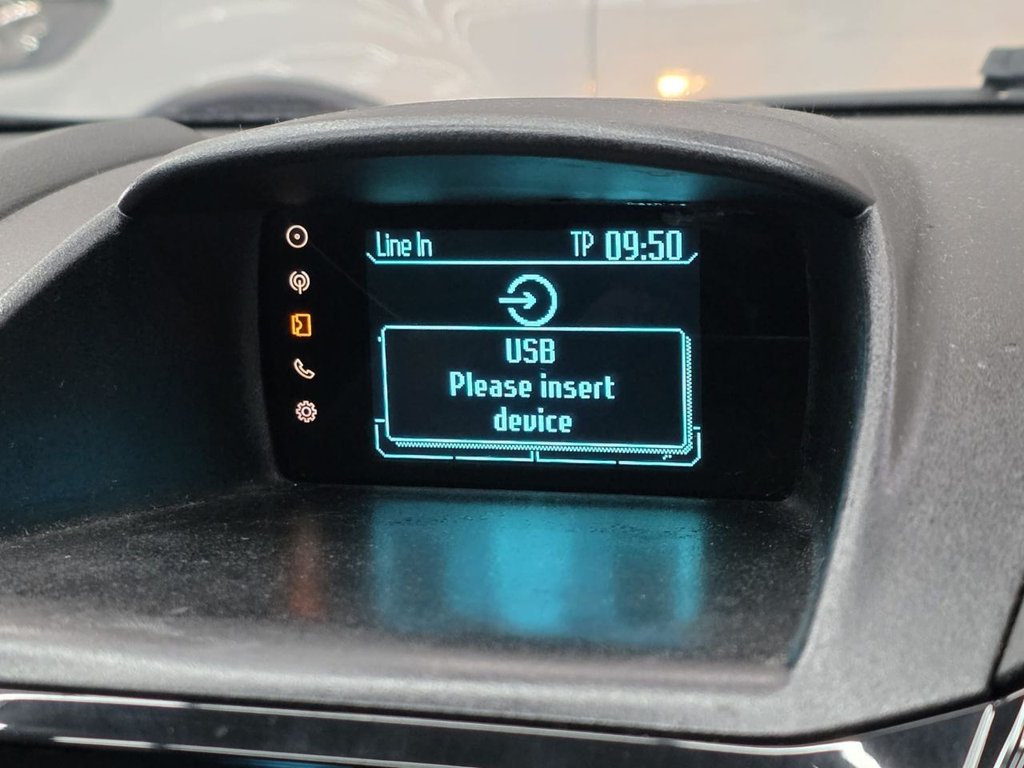 Line In TP 09:50
USB
Please insert
device